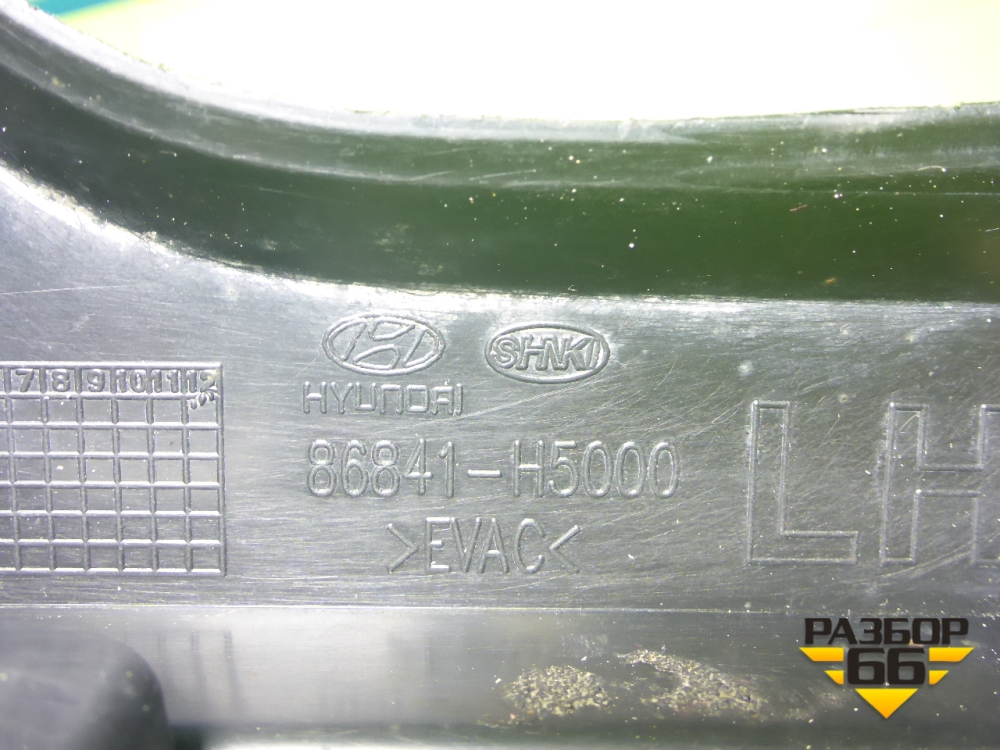 SHNKI
HYUNDAI
7 8 9 10 11 12
86841-H5000
LH
>EVAC<
РАЗБОР
66